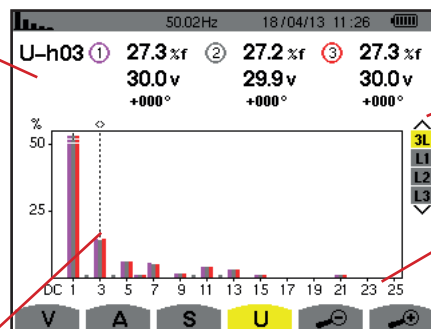 50.02Hz 18/04/13 11:26
U-h03 1 27.3 %f 2 27.2 %f 3 27.3 %f
30.0 v 29.9 v 30.0 v
+000° +000° +000°
%
50
25
3L
L1
L2
L3
DC 1 3 5 7 9 11 13 15 17 19 21 23 25
V A S U